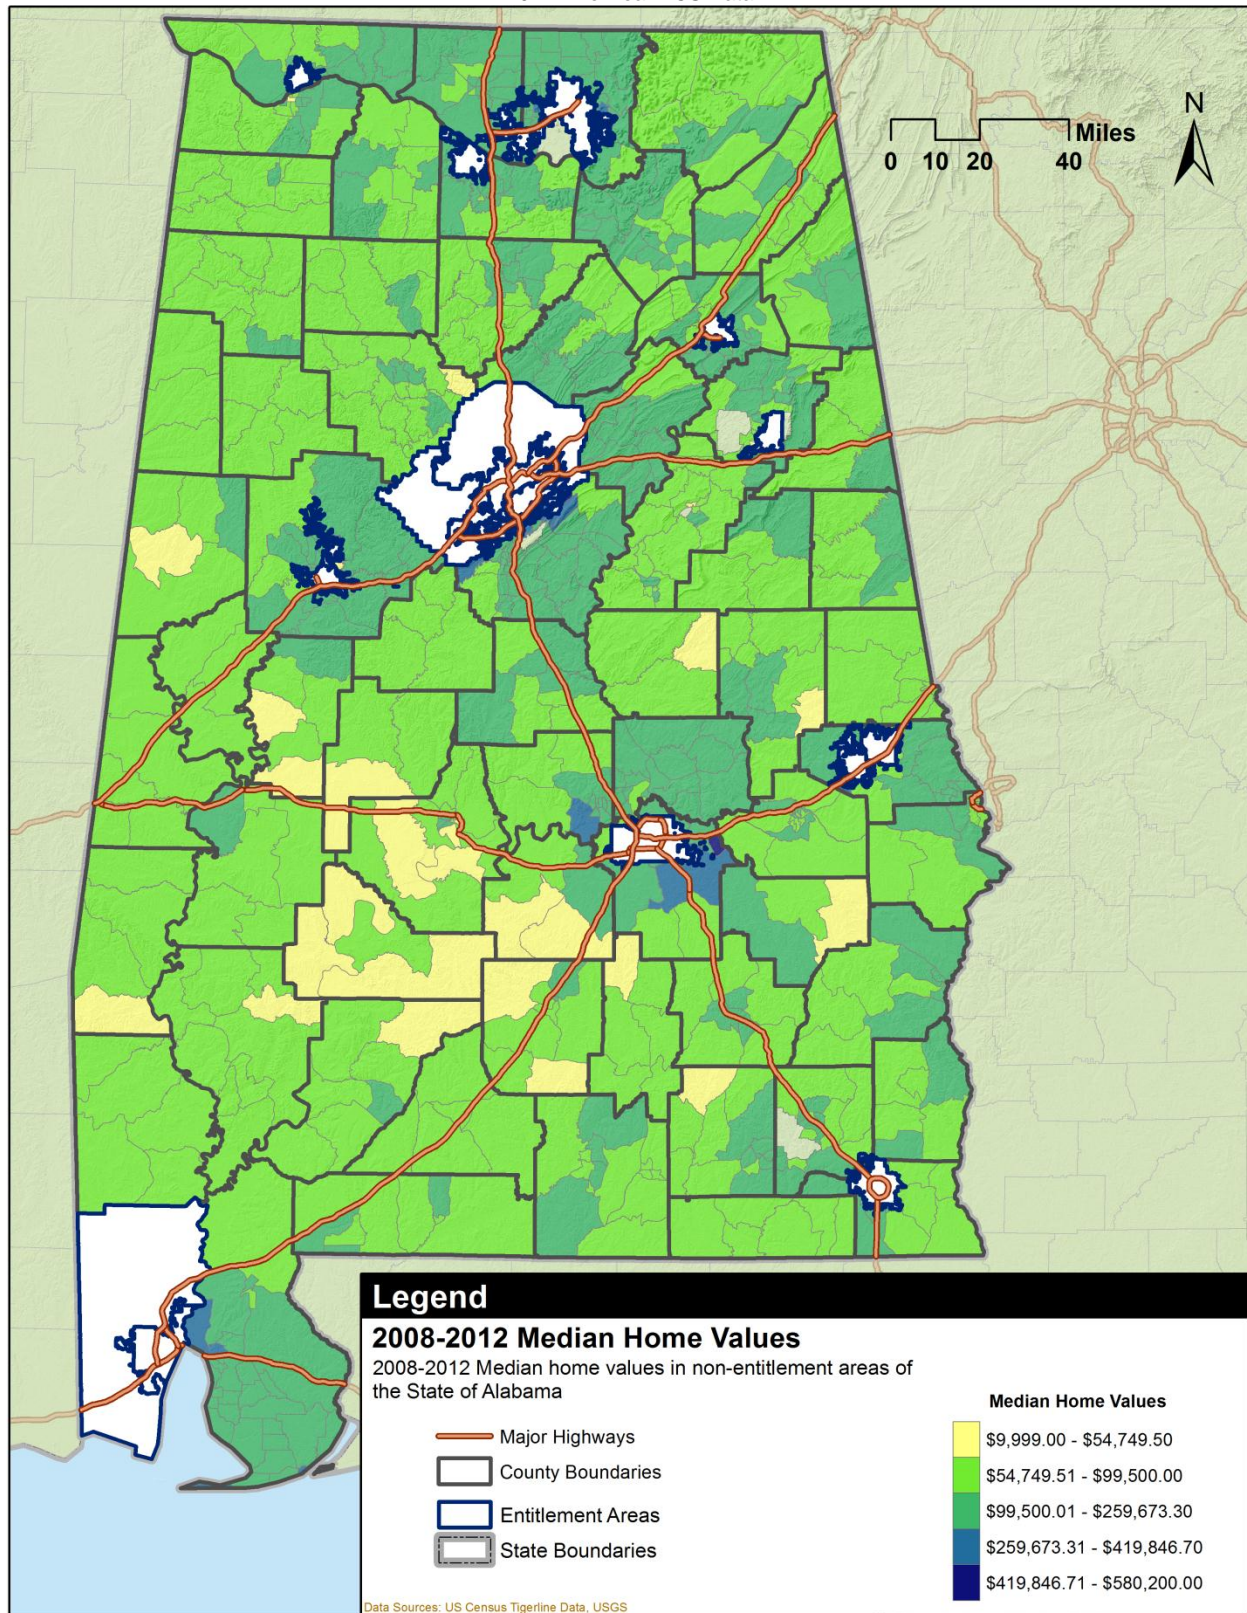 N
Miles
0 10 20 40
Legend
2008-2012 Median Home Values
2008-2012 Median home values in non-entitlement areas of
the State of Alabama
Major Highways
County Boundaries
Entitlement Areas
State Boundaries
Median Home Values
$9,999.00 - $54,749.50
$54,749.51 - $99,500.00
$99,500.01 - $259,673.30
$259,673.31 - $419,846.70
$419,846.71 - $580,200.00
Data Sources: US Census Tigerline Data, USGS